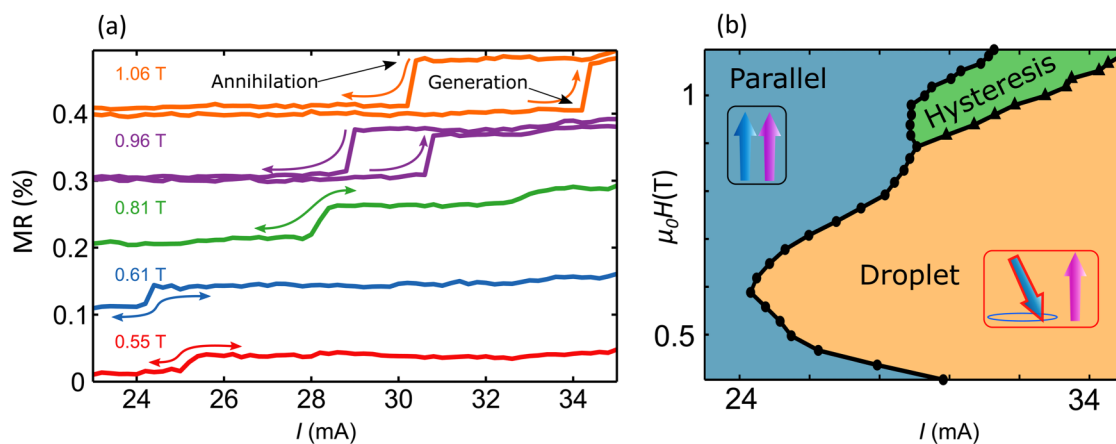 (a)
1.06 T
Annihilation
Generation
0.96 T
0.81 T
0.61 T
0.55 T
MR (%)
0.4
0.3
0.2
0.1
0
24 26 28 30 32 34
I (mA)
(b)
Parallel
Hysteresis
Droplet
μ₀H(T)
1
0.5
24 34
I (mA)